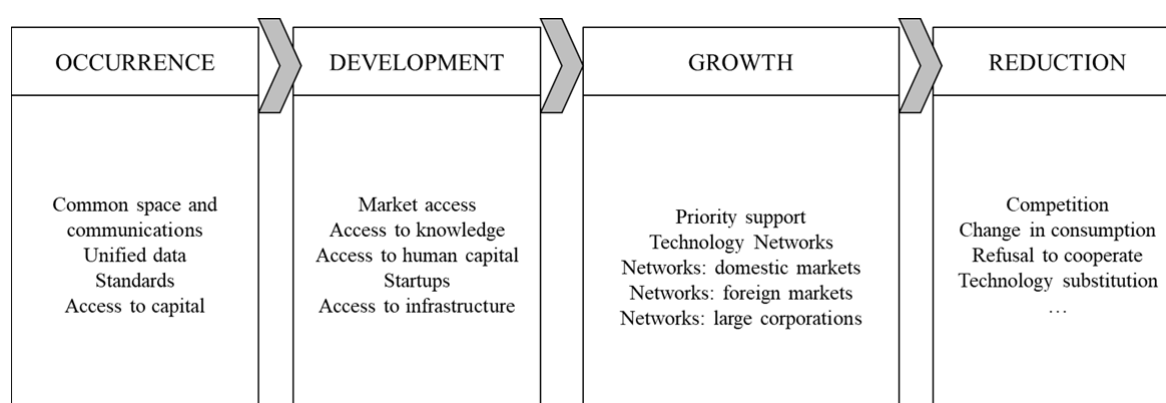 OCCURRENCE
Common space and
communications
Unified data
Standards
Access to capital
DEVELOPMENT
Market access
Access to knowledge
Access to human capital
Startups
Access to infrastructure
GROWTH
Priority support
Technology Networks
Networks: domestic markets
Networks: foreign markets
Networks: large corporations
REDUCTION
Competition
Change in consumption
Refusal to cooperate
Technology substitution
…